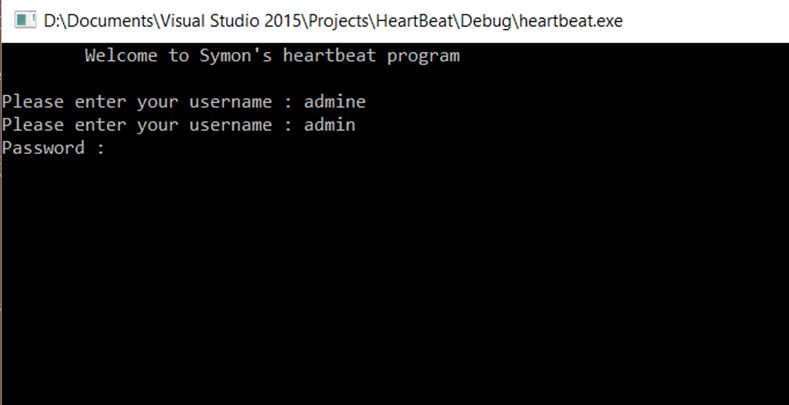 D:\Documents\Visual Studio 2015\Projects\HeartBeat\Debug\heartbeat.exe
Welcome to Symon's heartbeat program
Please enter your username : admine
Please enter your username : admin
Password :